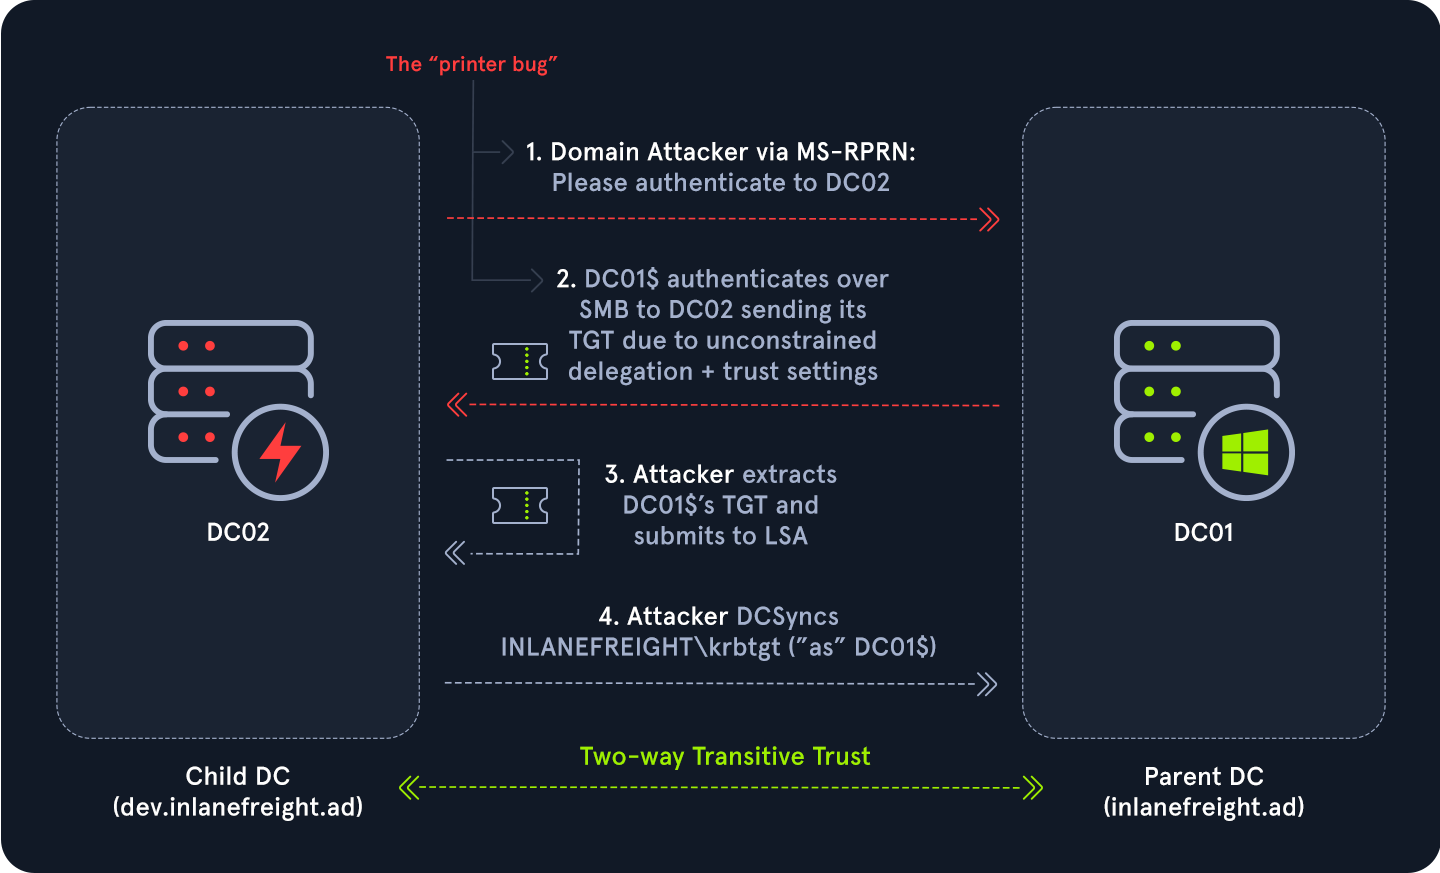 The “printer bug”
1. Domain Attacker via MS-RPRN:
Please authenticate to DC02
2. DC01$ authenticates over
SMB to DC02 sending its
TGT due to unconstrained
delegation + trust settings
3. Attacker extracts
DC01$’s TGT and
submits to LSA
DC02
DC01
4. Attacker DCSyncs
INLANEFREIGHT\krbtgt (”as” DC01$)
Two-way Transitive Trust
Child DC
(dev.inlanefreight.ad)
Parent DC
(inlanefreight.ad)